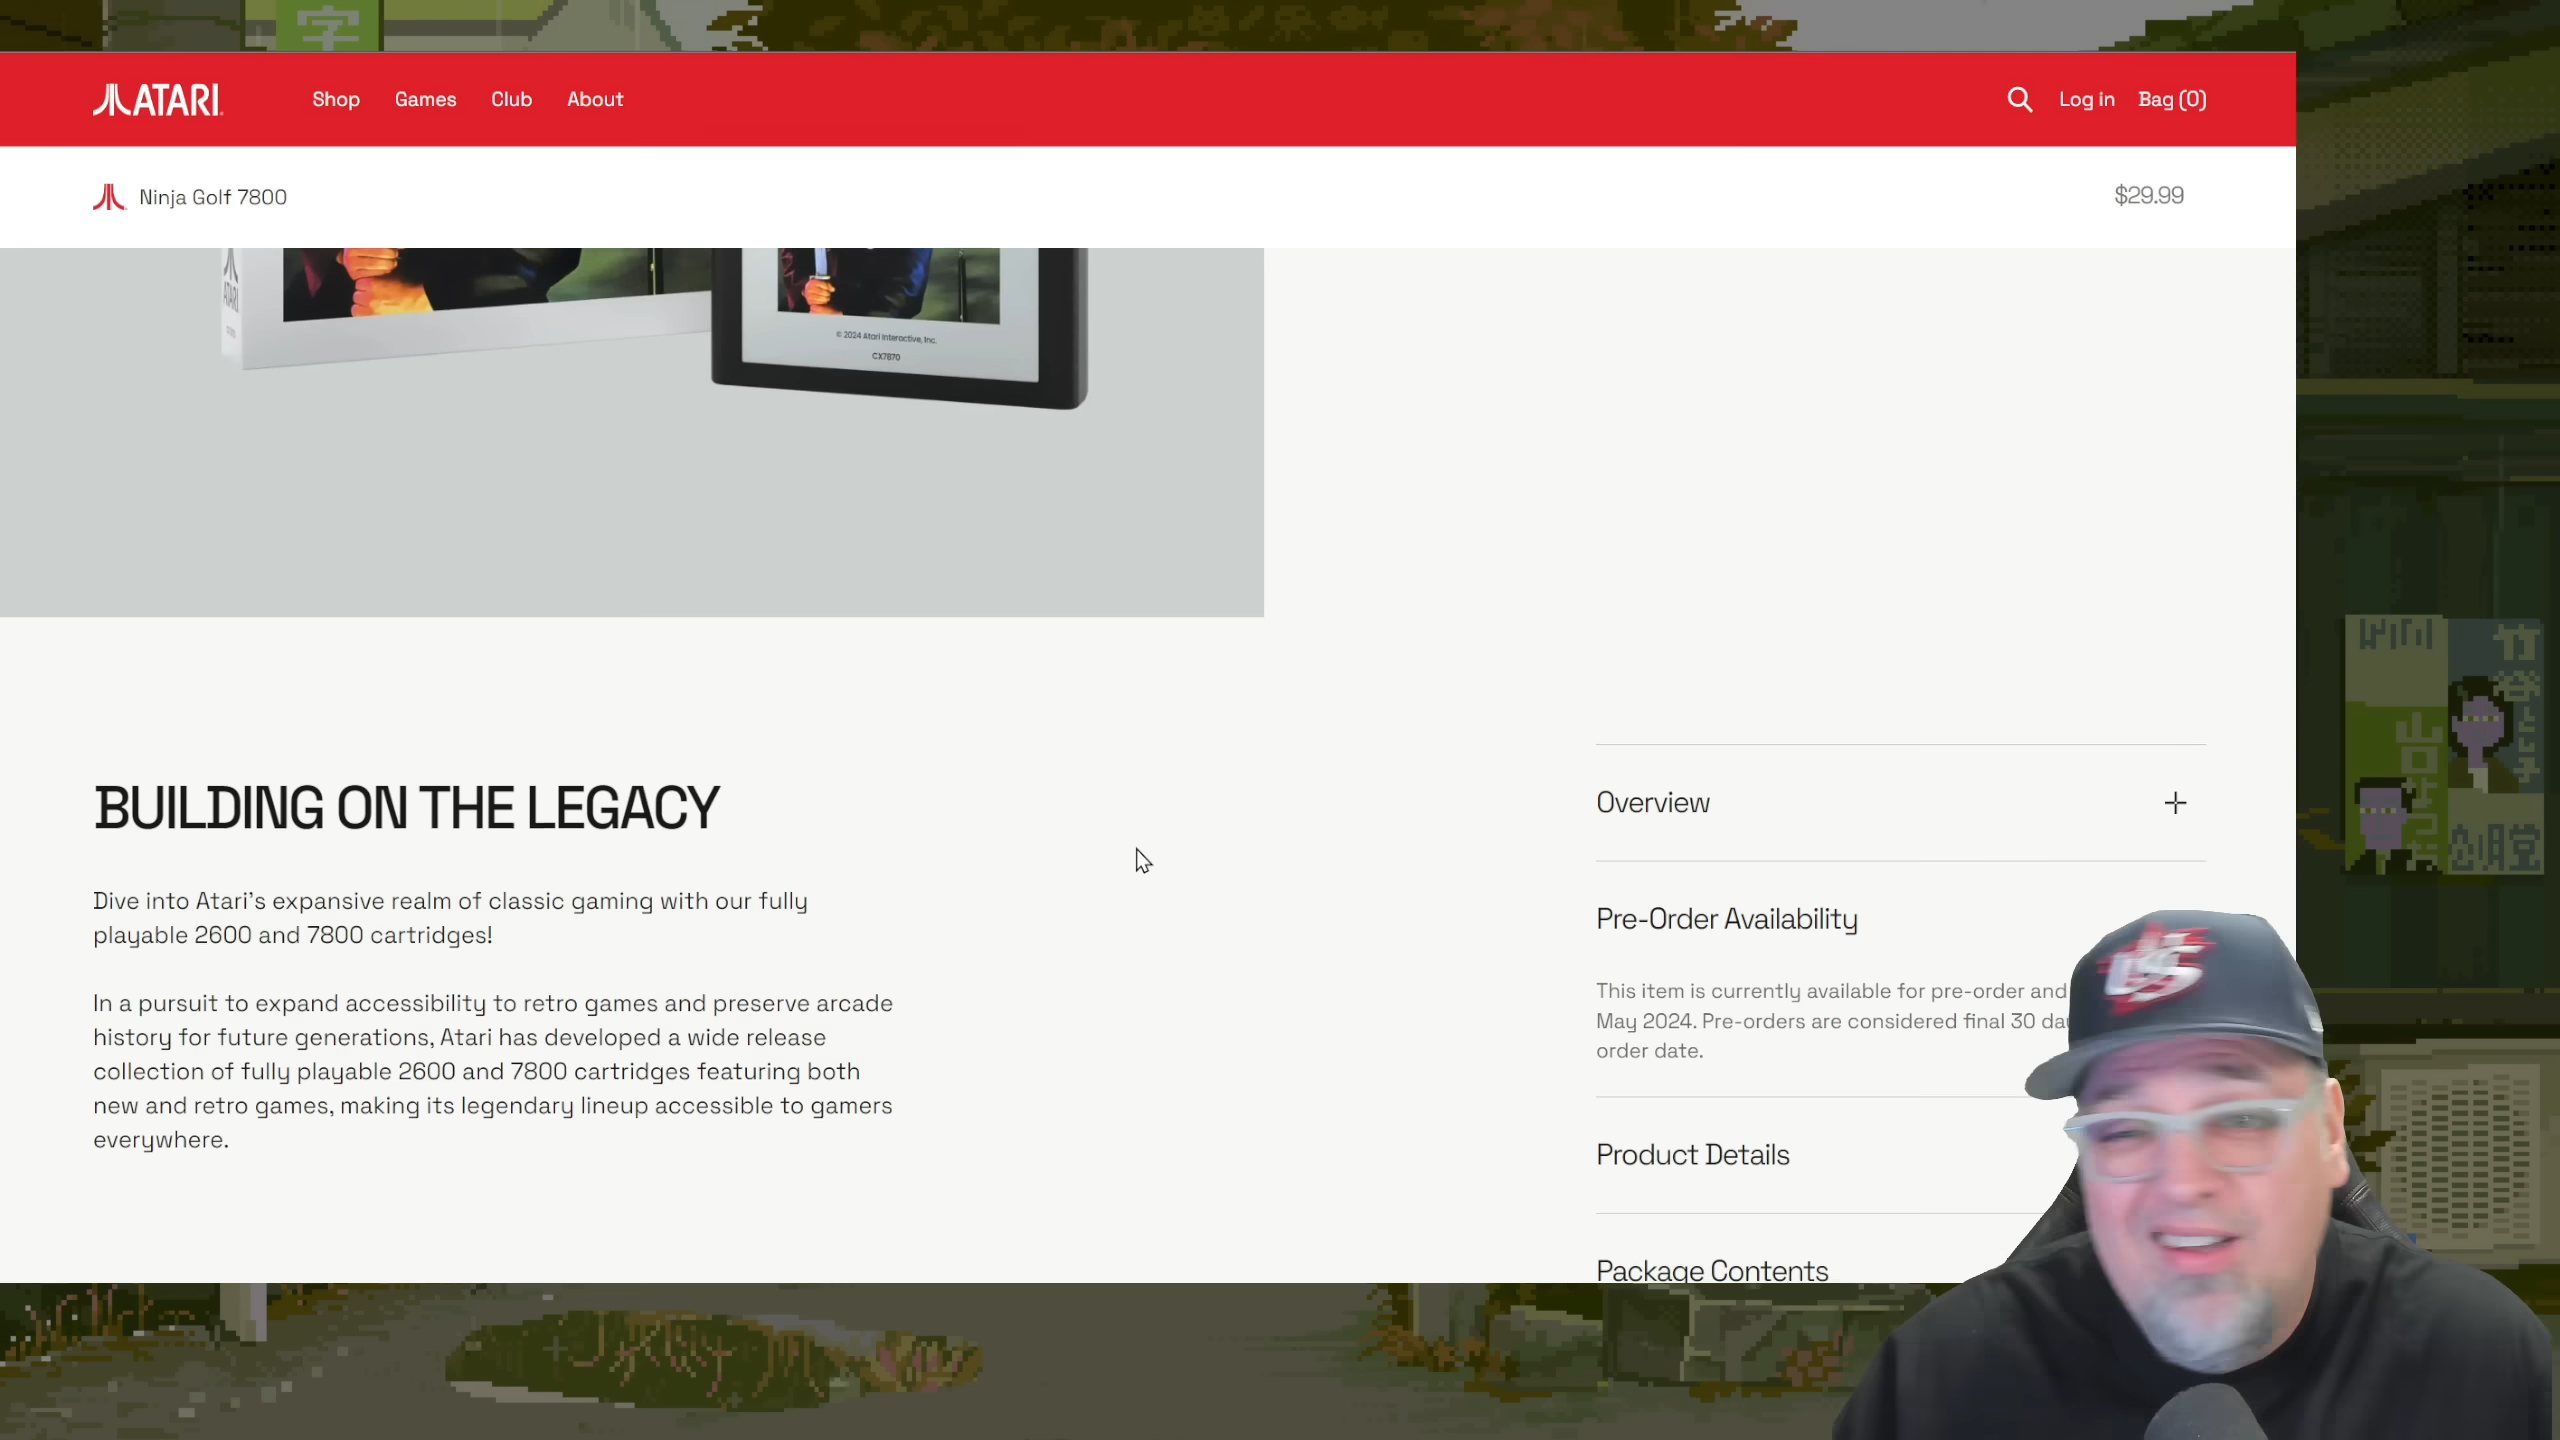 字
ATARI
Shop
Games
Club
About
Log in
Bag (0)
Ninja Golf 7800
$29.99
ATARI
© 2024 Atari Interactive, Inc.
CX7870
BUILDING ON THE LEGACY
Dive into Atari's expansive realm of classic gaming with our fully
playable 2600 and 7800 cartridges!
In a pursuit to expand accessibility to retro games and preserve arcade
history for future generations, Atari has developed a wide release
collection of fully playable 2600 and 7800 cartridges featuring both
new and retro games, making its legendary lineup accessible to gamers
everywhere.
Overview
Pre-Order Availability
This item is currently available for pre-order and
May 2024. Pre-orders are considered final 30
order date.
Product Details
Package Contents